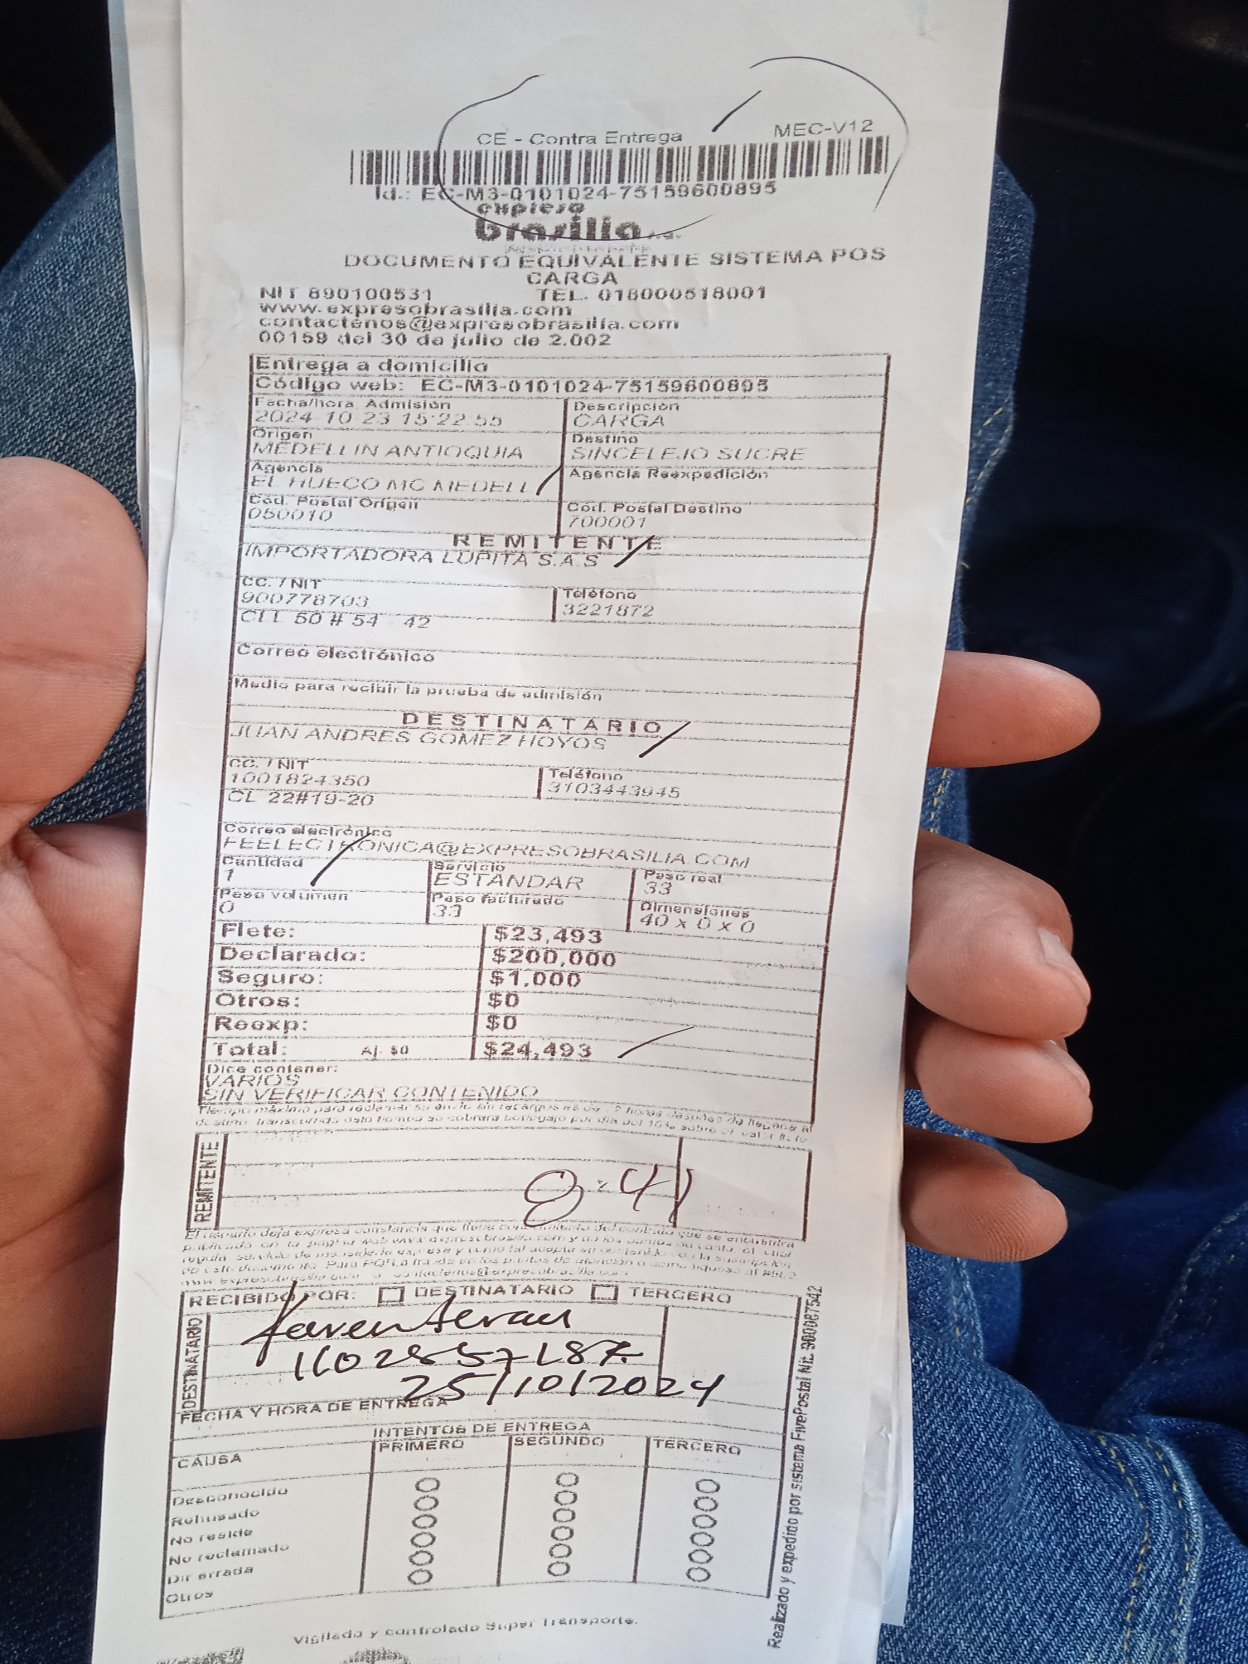 CE - Contra Entrega MEC-V12
Id.: EC-M3-0101024-75159600895
expreso
brasilia s.a.
DOCUMENTO EQUIVALENTE SISTEMA POS
CARGA
NIT 890100531 TEL. 018000518001
www.expresobrasilia.com
contactenos@expresobrasilia.com
00159 del 30 de julio de 2.002
Entrega a domicilio
Código web: EC-M3-0101024-75159600895
Fecha/hora Admisión Descripción
2024-10-23 15:22:55 CARGA
Origen Destino
MEDELLIN ANTIOQUIA SINCELEJO SUCRE
Agencia Agencia Reexpedición
EL HUECO MC MEDELL
Cód. Postal Origen Cód. Postal Destino
050010 700001
REMITENTE
IMPORTADORA LUPITA S.A.S
CC. / NIT Teléfono
900778703 3221872
CLL 50 # 54 42
Correo electrónico
Medio para recibir la prueba de admisión
DESTINATARIO
JUAN ANDRES GOMEZ HOYOS
CC. / NIT Teléfono
1001824350 3103443945
CL 22#19-20
Correo electrónico
FEELECTRONICA@EXPRESOBRASILIA.COM
Cantidad Servicio Peso real
1 ESTANDAR 33
Peso volumen Peso facturado Dimensiones
0 33 40 x 0 x 0
Flete: $23,493
Declarado: $200,000
Seguro: $1,000
Otros: $0
Reexp: $0
Total: Aj. $0 $24,493
Dice contener:
VARIOS
SIN VERIFICAR CONTENIDO
REMITENTE
8:41
RECIBIDO POR: DESTINATARIO TERCERO
DESTINATARIO
Karen Teran
25/10/2024
FECHA Y HORA DE ENTREGA
INTENTOS DE ENTREGA
CAUSA PRIMERO SEGUNDO TERCERO
Desconocido
Rehusado
No reside
No reclamado
Dir errada
Otros
Realizado y expedido por sistema FivePostal Nit. 900087542
Vigilado y controlado Super Transporte.